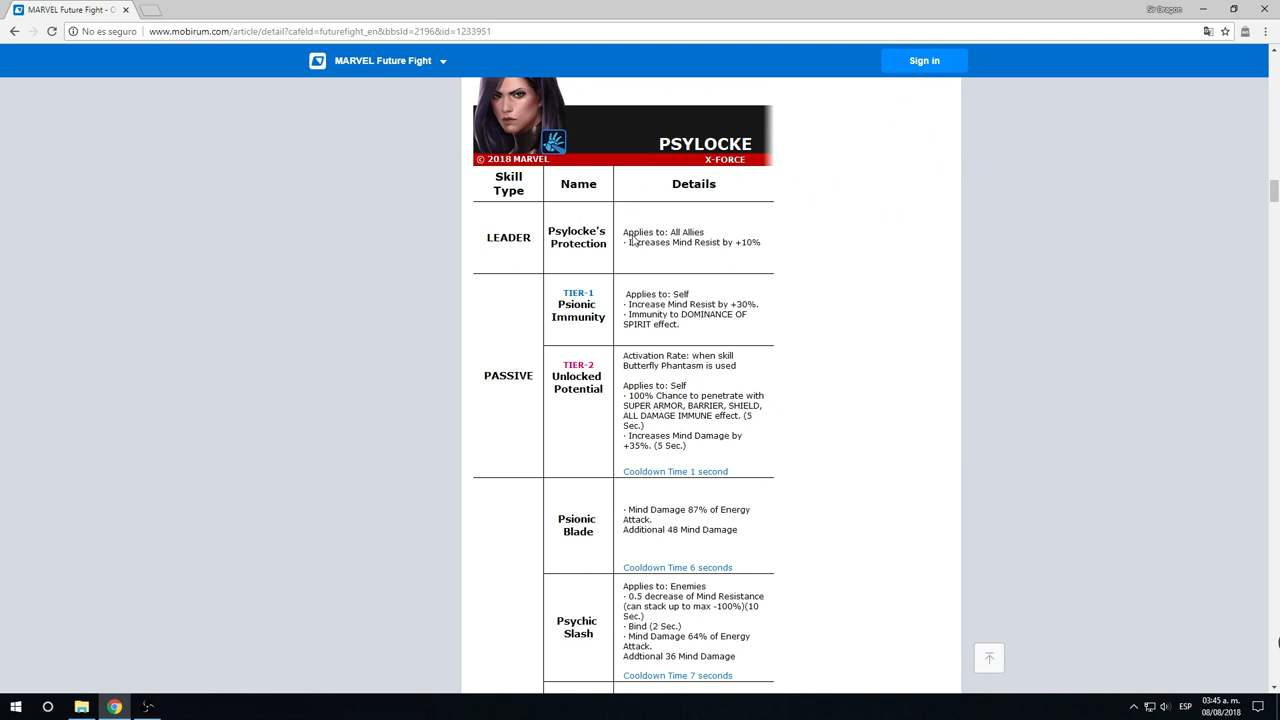 MARVEL Future Fight - C
Sir Dragon
No es seguro
www.mobirum.com/article/detail?cafeId=futurefight_en&bbsId=2196&id=1233951
MARVEL Future Fight
Sign in
PSYLOCKE
© 2018 MARVEL
X-FORCE
Skill
Type
Name
Details
LEADER
Psylocke's
Protection
Applies to: All Allies
· Increases Mind Resist by +10%
PASSIVE
TIER-1
Psionic
Immunity
Applies to: Self
· Increase Mind Resist by +30%.
· Immunity to DOMINANCE OF
SPIRIT effect.
TIER-2
Unlocked
Potential
Activation Rate: when skill
Butterfly Phantasm is used
Applies to: Self
· 100% Chance to penetrate with
SUPER ARMOR, BARRIER, SHIELD,
ALL DAMAGE IMMUNE effect. (5
Sec.)
· Increases Mind Damage by
+35%. (5 Sec.)
Cooldown Time 1 second
Psionic
Blade
· Mind Damage 87% of Energy
Attack.
Additional 48 Mind Damage
Cooldown Time 6 seconds
Psychic
Slash
Applies to: Enemies
· 0.5 decrease of Mind Resistance
(can stack up to max -100%)(10
Sec.)
· Bind (2 Sec.)
· Mind Damage 64% of Energy
Attack.
Addtional 36 Mind Damage
Cooldown Time 7 seconds
ESP
03:45 a. m.
08/08/2018